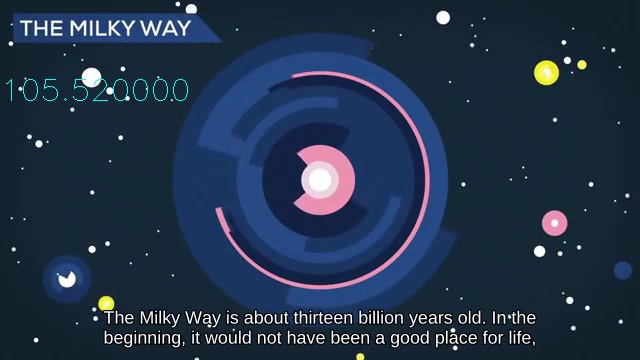 THE MILKY WAY
105.520000
The Milky Way is about thirteen billion years old. In the
beginning, it would not have been a good place for life,